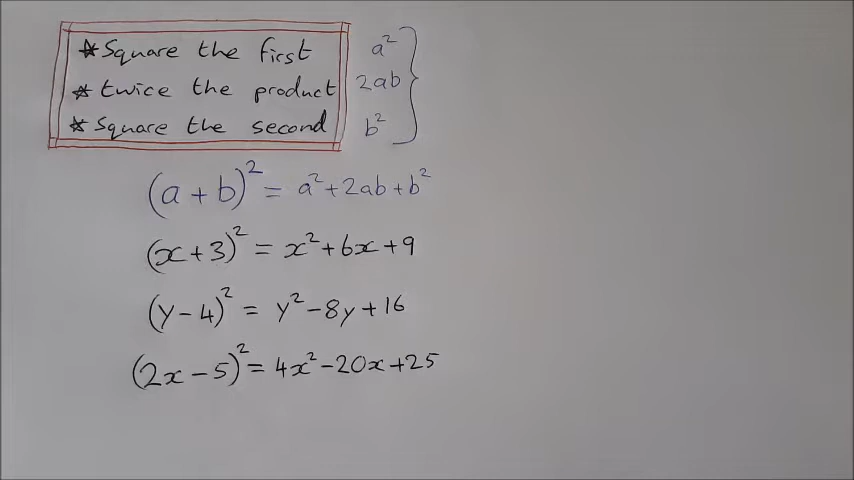 *Square the first a²
*twice the product 2ab
*Square the second b²
(a + b)² = a² + 2ab + b²
(x + 3)² = x² + 6x + 9
(y - 4)² = y² - 8y + 16
(2x - 5)² = 4x² - 20x + 25